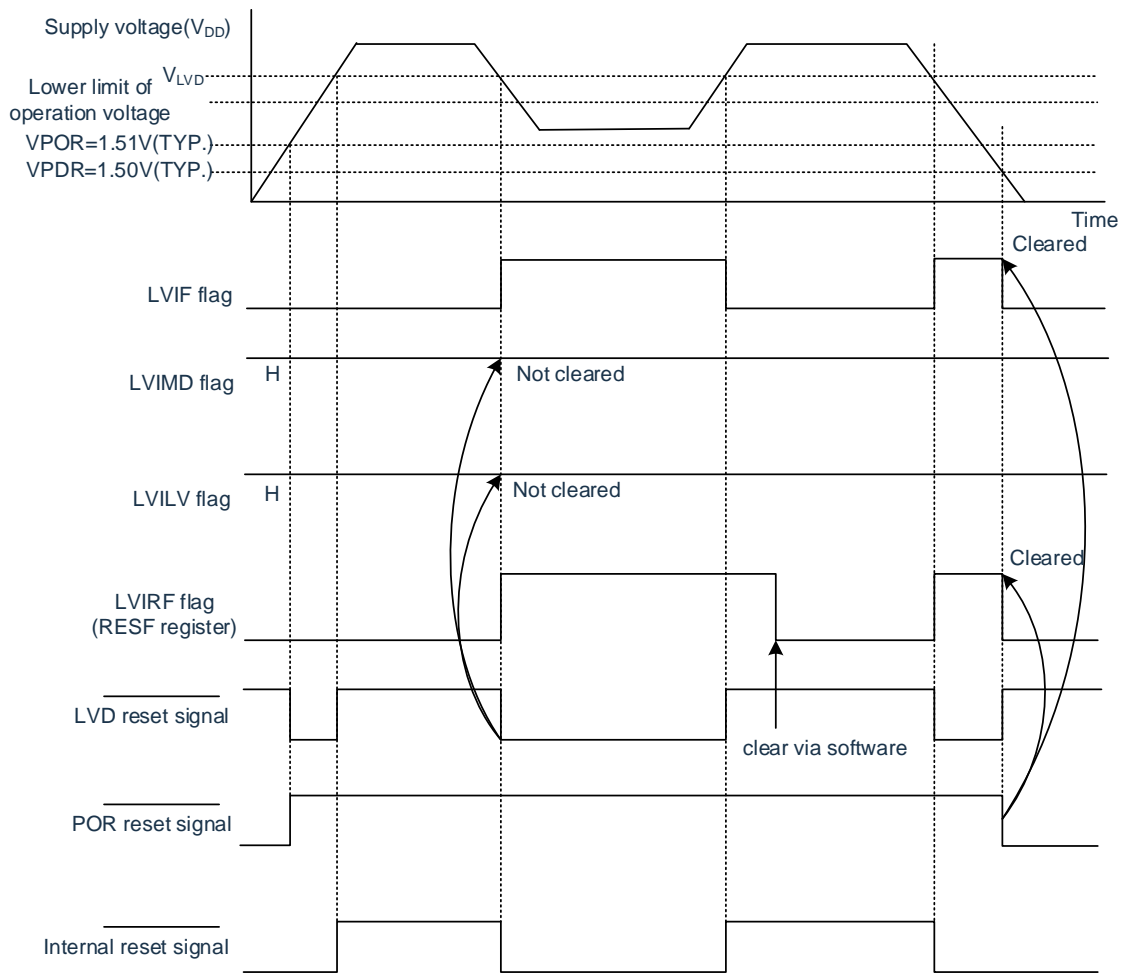 Supply voltage(VDD)
VLVD
Lower limit of
operation voltage
VPOR=1.51V(TYP.)
VPDR=1.50V(TYP.)
Time
Cleared
LVIF flag
H
Not cleared
LVIMD flag
H
Not cleared
LVILV flag
Cleared
LVIRF flag
(RESF register)
LVD reset signal
clear via software
POR reset signal
Internal reset signal